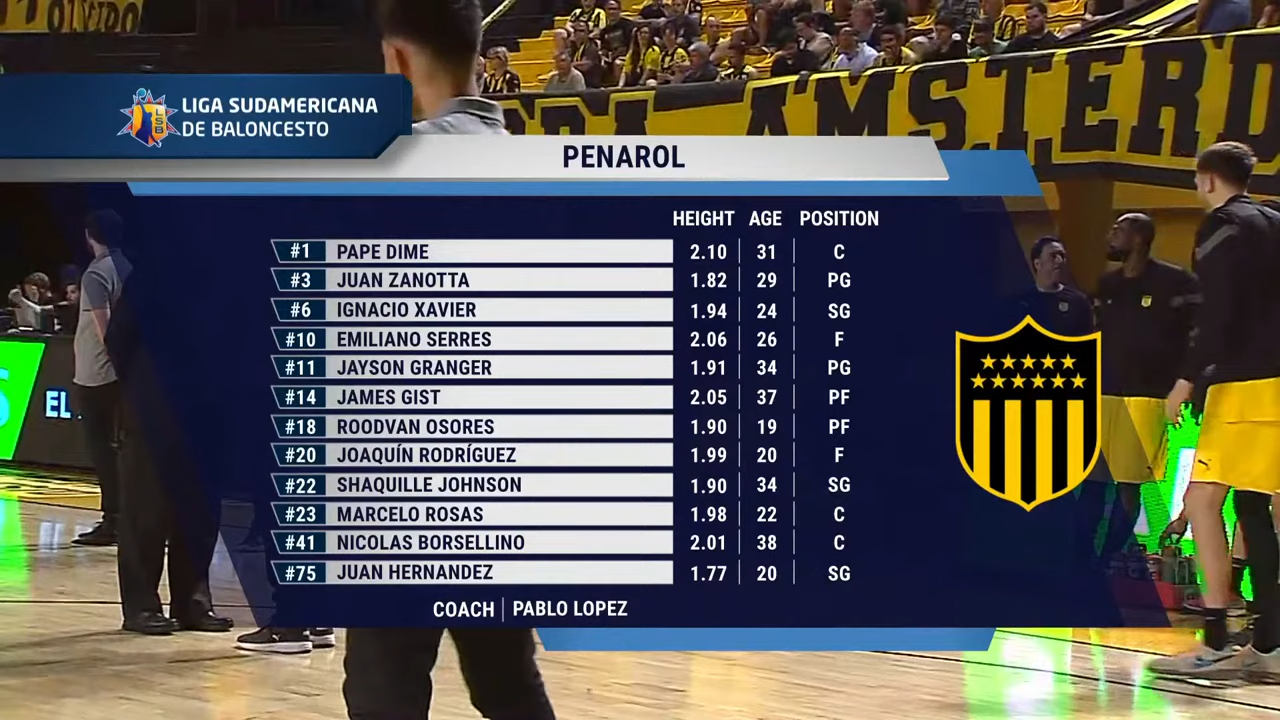 OLVIDO
LIGA SUDAMERICANA
DE BALONCESTO
LSB
AMSTERD
PENAROL
HEIGHT AGE POSITION
#1 PAPE DIME 2.10 31 C
#3 JUAN ZANOTTA 1.82 29 PG
#6 IGNACIO XAVIER 1.94 24 SG
#10 EMILIANO SERRES 2.06 26 F
#11 JAYSON GRANGER 1.91 34 PG
#14 JAMES GIST 2.05 37 PF
#18 ROODVAN OSORES 1.90 19 PF
#20 JOAQUÍN RODRÍGUEZ 1.99 20 F
#22 SHAQUILLE JOHNSON 1.90 34 SG
#23 MARCELO ROSAS 1.98 22 C
#41 NICOLAS BORSELLINO 2.01 38 C
#75 JUAN HERNANDEZ 1.77 20 SG
COACH PABLO LOPEZ
EL